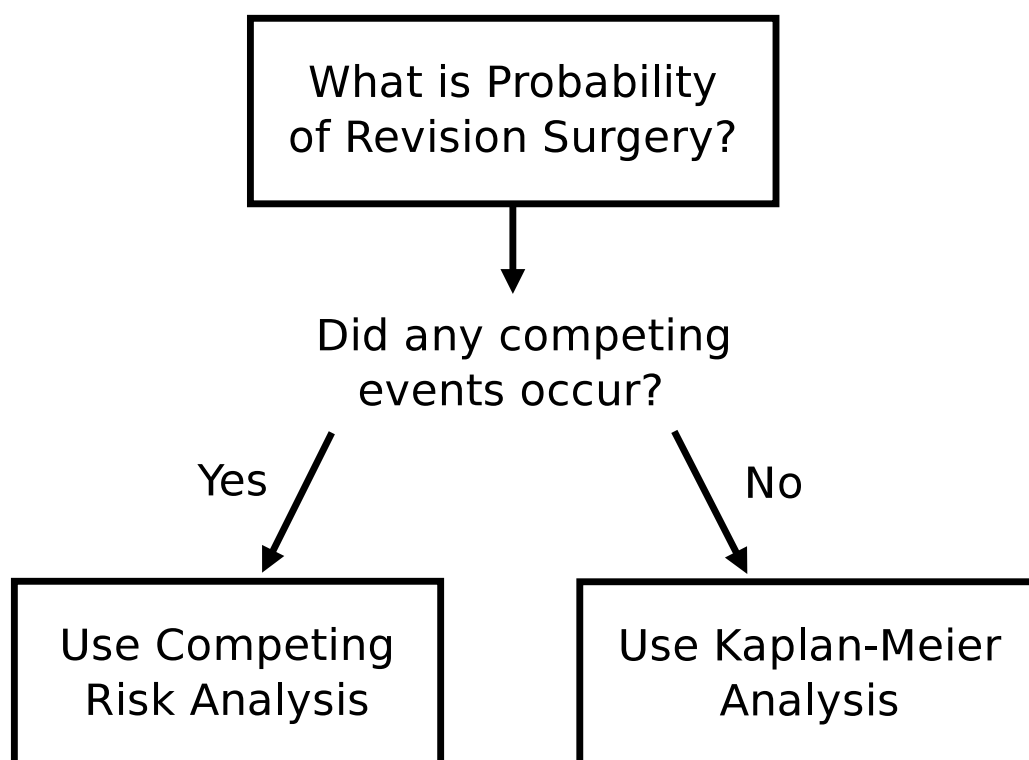 What is Probability
of Revision Surgery?
Did any competing
events occur?
Yes
No
Use Competing
Risk Analysis
Use Kaplan-Meier
Analysis